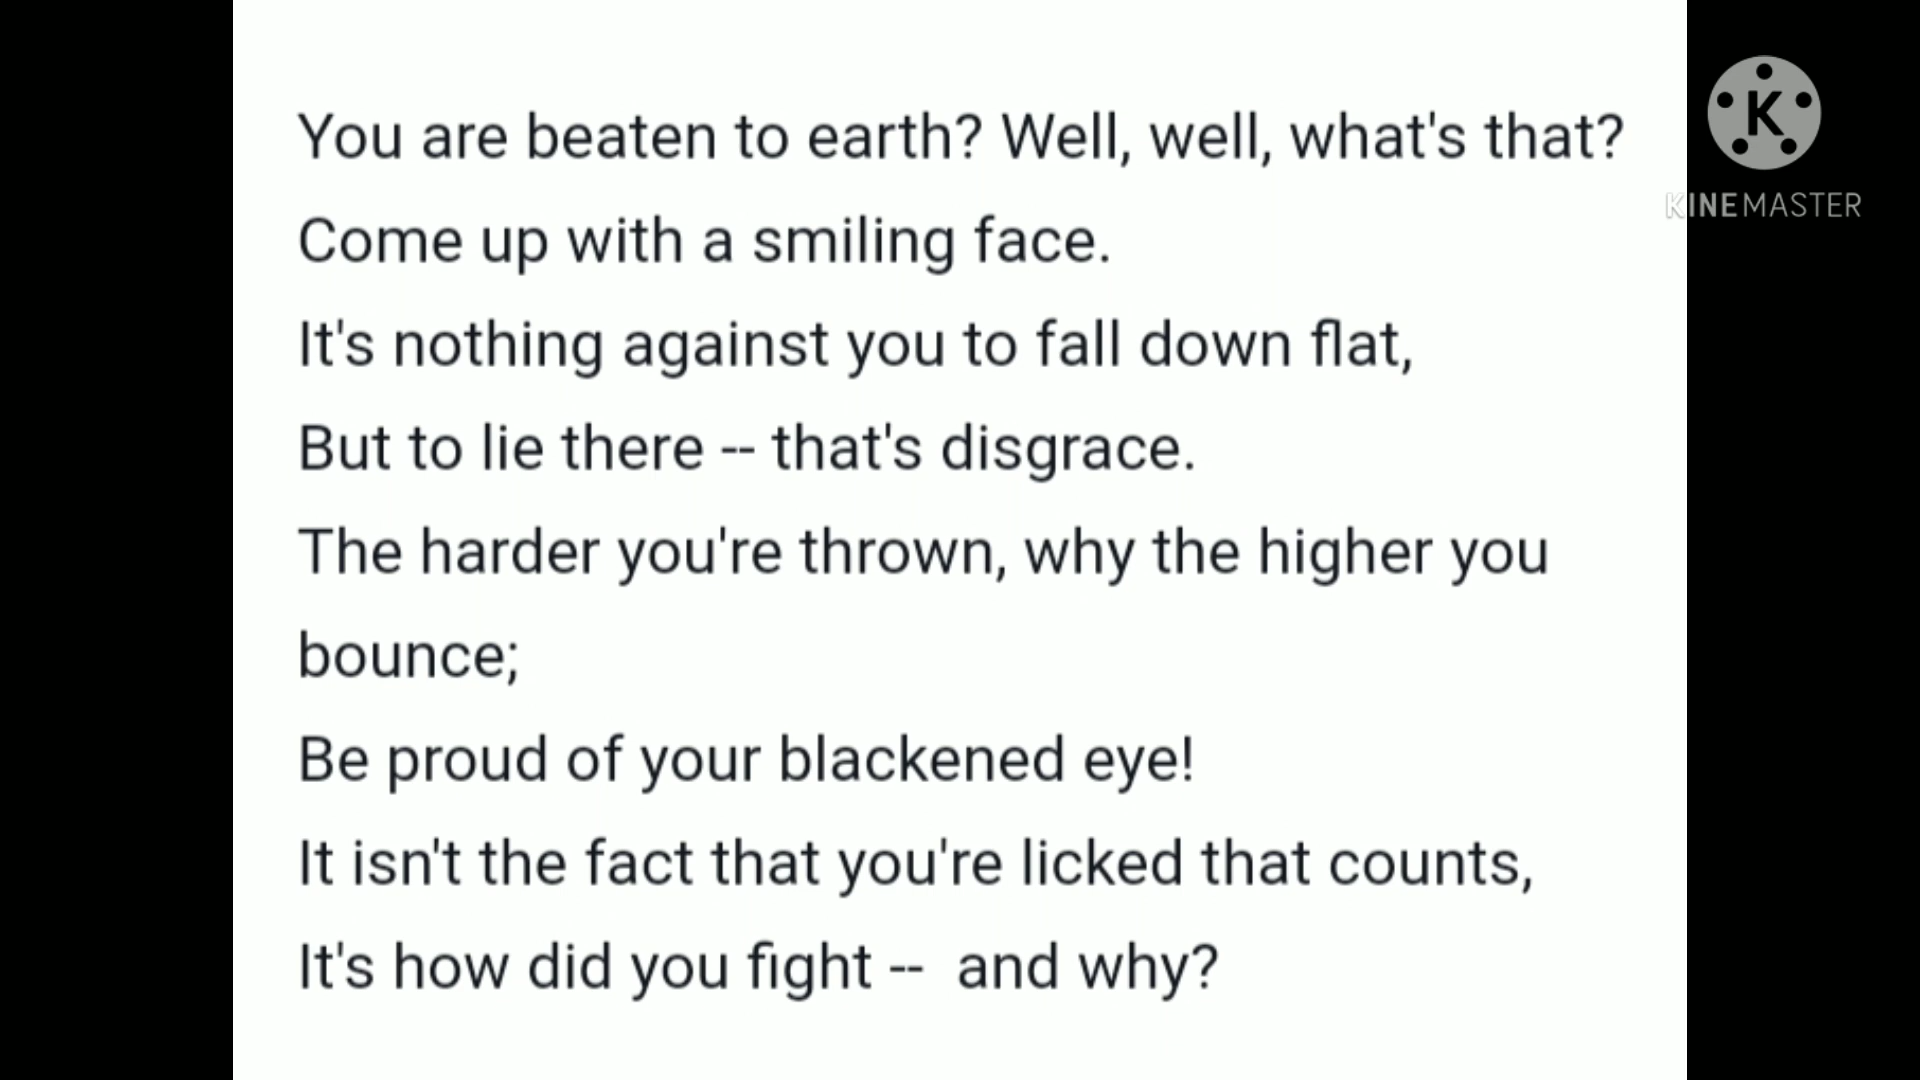 You are beaten to earth? Well, well, what's that?
Come up with a smiling face.
It's nothing against you to fall down flat,
But to lie there -- that's disgrace.
The harder you're thrown, why the higher you
bounce;
Be proud of your blackened eye!
It isn't the fact that you're licked that counts,
It's how did you fight --  and why?
K
KINEMASTER